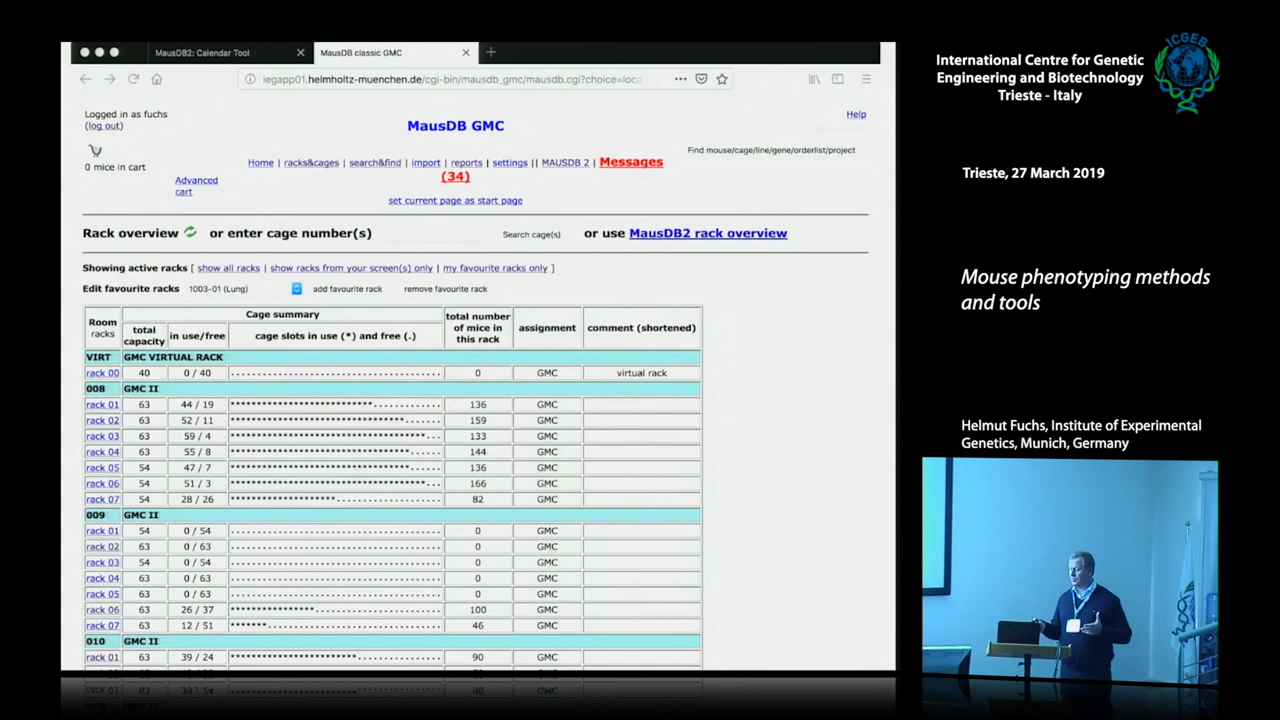 MausDB2: Calendar Tool
MausDB classic GMC
iegapp01.helmholtz-muenchen.de/cgi-bin/mausdb_gmc/mausdb.cgi?choice=loc
Logged in as fuchs
(log out)
MausDB GMC
Help
0 mice in cart
Advanced cart
Home | racks&cages | search&find | import | reports | settings || MAUSDB 2 | Messages
(34)
Find mouse/cage/line/gene/orderlist/project
set current page as start page
Rack overview or enter cage number(s) Search cage(s) or use MausDB2 rack overview
Showing active racks [ show all racks | show racks from your screen(s) only | my favourite racks only ]
Edit favourite racks 1003-01 (Lung) add favourite rack remove favourite rack
Room racks Cage summary total number of mice in this rack assignment comment (shortened)
total capacity in use/free cage slots in use (*) and free (.)
VIRT GMC VIRTUAL RACK
rack 00 40 0 / 40 ........................................ 0 GMC virtual rack
008 GMC II
rack 01 63 44 / 19 ********************************************................... 136 GMC
rack 02 63 52 / 11 ****************************************************........... 159 GMC
rack 03 63 59 / 4 ***********************************************************.... 133 GMC
rack 04 63 55 / 8 *******************************************************........ 144 GMC
rack 05 54 47 / 7 ***********************************************....... 136 GMC
rack 06 54 51 / 3 ***************************************************... 166 GMC
rack 07 54 28 / 26 ****************************.......................... 82 GMC
009 GMC II
rack 01 54 0 / 54 ...................................................... 0 GMC
rack 02 63 0 / 63 ............................................................... 0 GMC
rack 03 54 0 / 54 ...................................................... 0 GMC
rack 04 63 0 / 63 ............................................................... 0 GMC
rack 05 63 0 / 63 ............................................................... 0 GMC
rack 06 63 26 / 37 **************************..................................... 100 GMC
rack 07 63 12 / 51 ************................................................... 46 GMC
010 GMC II
rack 01 63 39 / 24 ***************************************........................ 90 GMC
International Centre for Genetic
Engineering and Biotechnology
Trieste - Italy
ICGEB
Trieste, 27 March 2019
Mouse phenotyping methods
and tools
Helmut Fuchs, Institute of Experimental
Genetics, Munich, Germany